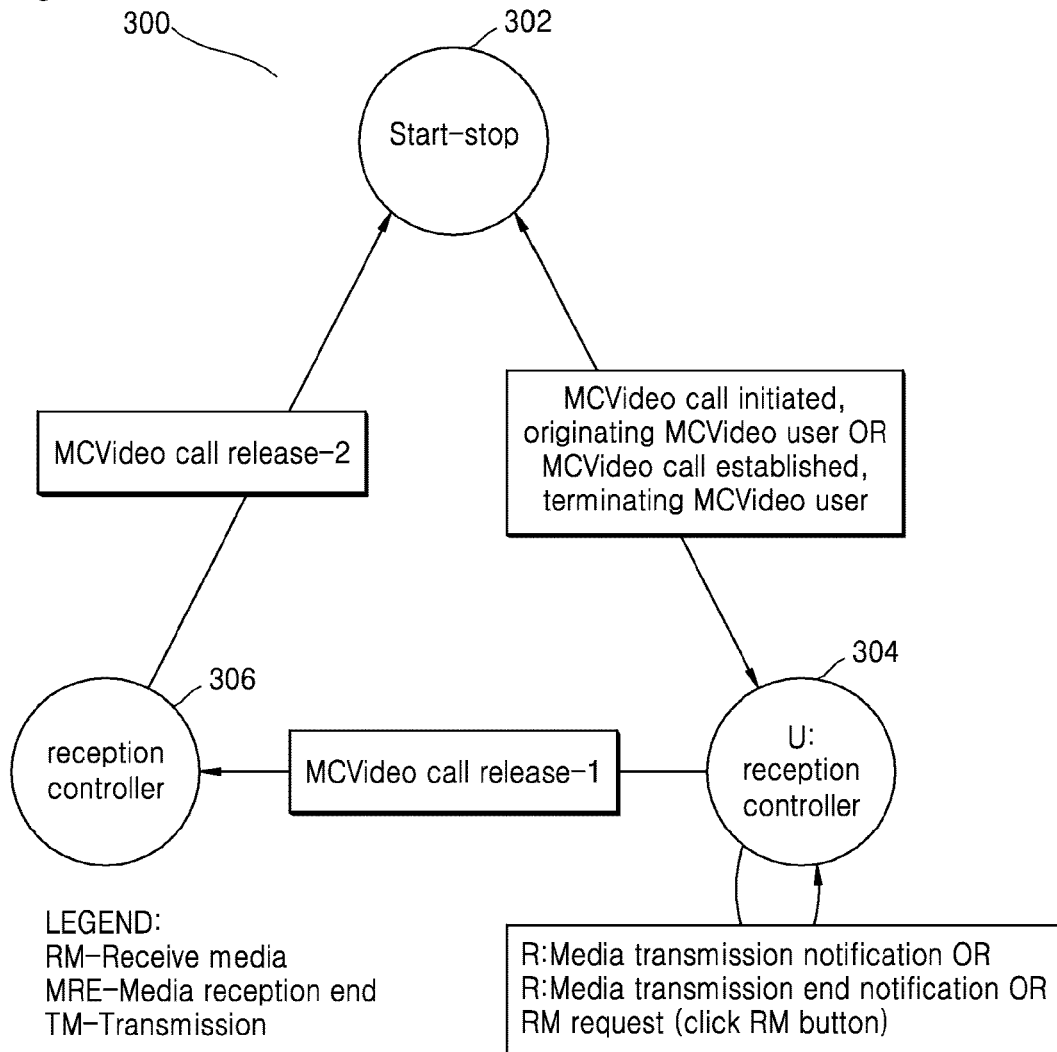 300
302
Start-stop
MCVideo call initiated,
originating MCVideo user OR
MCVideo call established,
terminating MCVideo user
MCVideo call release-2
306
304
reception
controller
MCVideo call release-1
U:
reception
controller
LEGEND:
RM-Receive media
MRE-Media reception end
TM-Transmission
R:Media transmission notification OR
R:Media transmission end notification OR
RM request (click RM button)